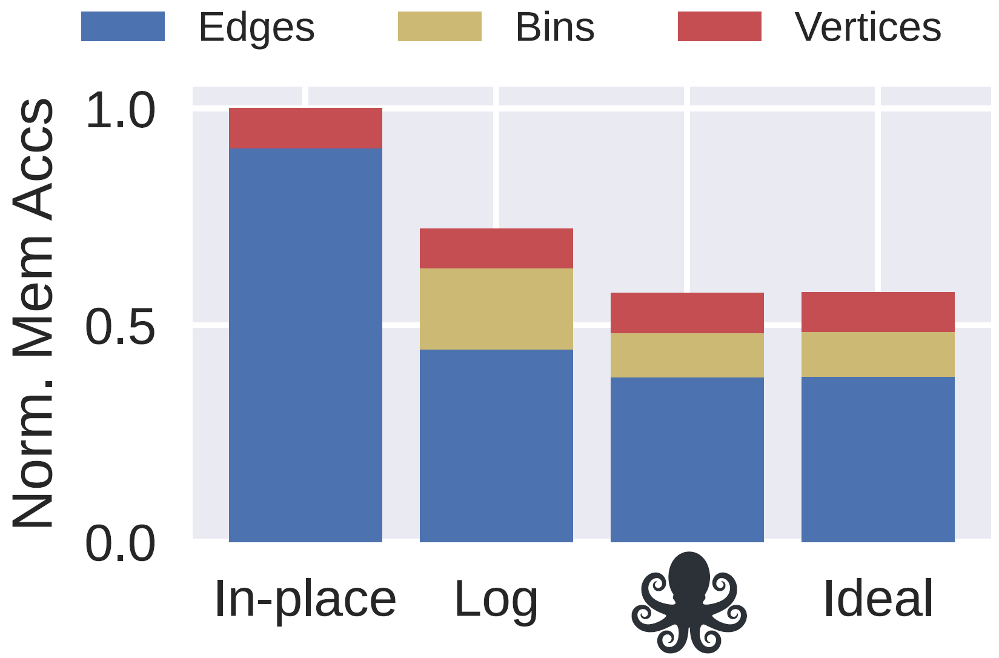 Edges Bins Vertices
Norm. Mem Accs
1.0
0.5
0.0
In-place Log Ideal